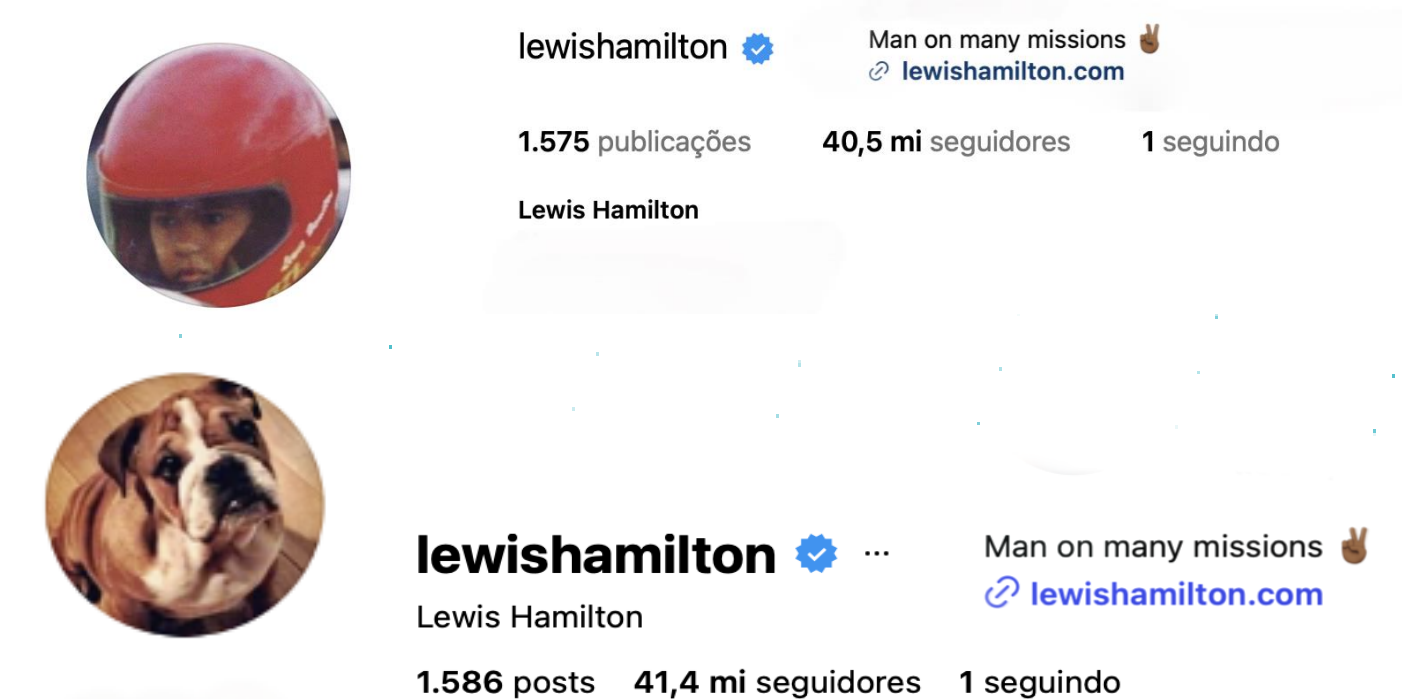 lewishamilton
Man on many missions ✌🏾
lewishamilton.com
1.575 publicações 40,5 mi seguidores 1 seguindo
Lewis Hamilton
lewishamilton ...
Man on many missions ✌🏾
lewishamilton.com
Lewis Hamilton
1.586 posts 41,4 mi seguidores 1 seguindo